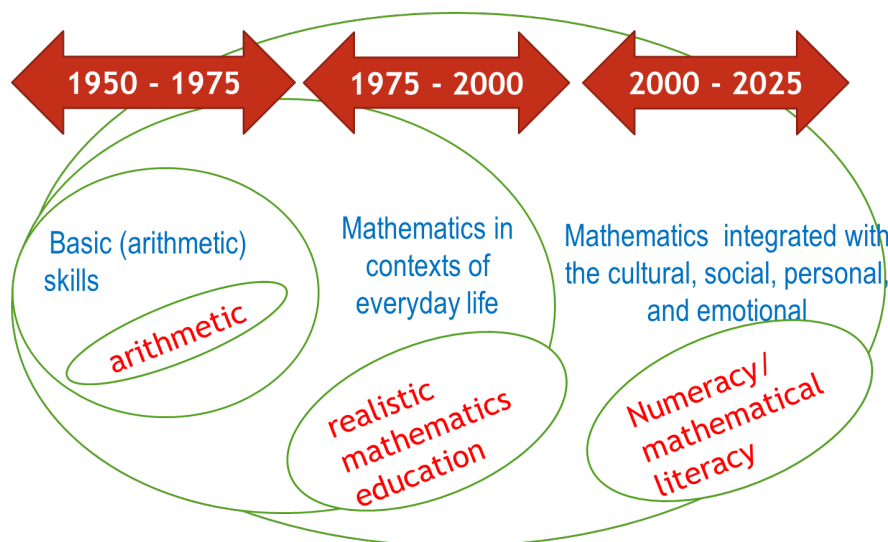 1950 - 1975
1975 - 2000
2000 - 2025
Basic (arithmetic)
skills
arithmetic
Mathematics in
contexts of
everyday life
realistic
mathematics
education
Mathematics integrated with
the cultural, social, personal,
and emotional
Numeracy/
mathematical
literacy